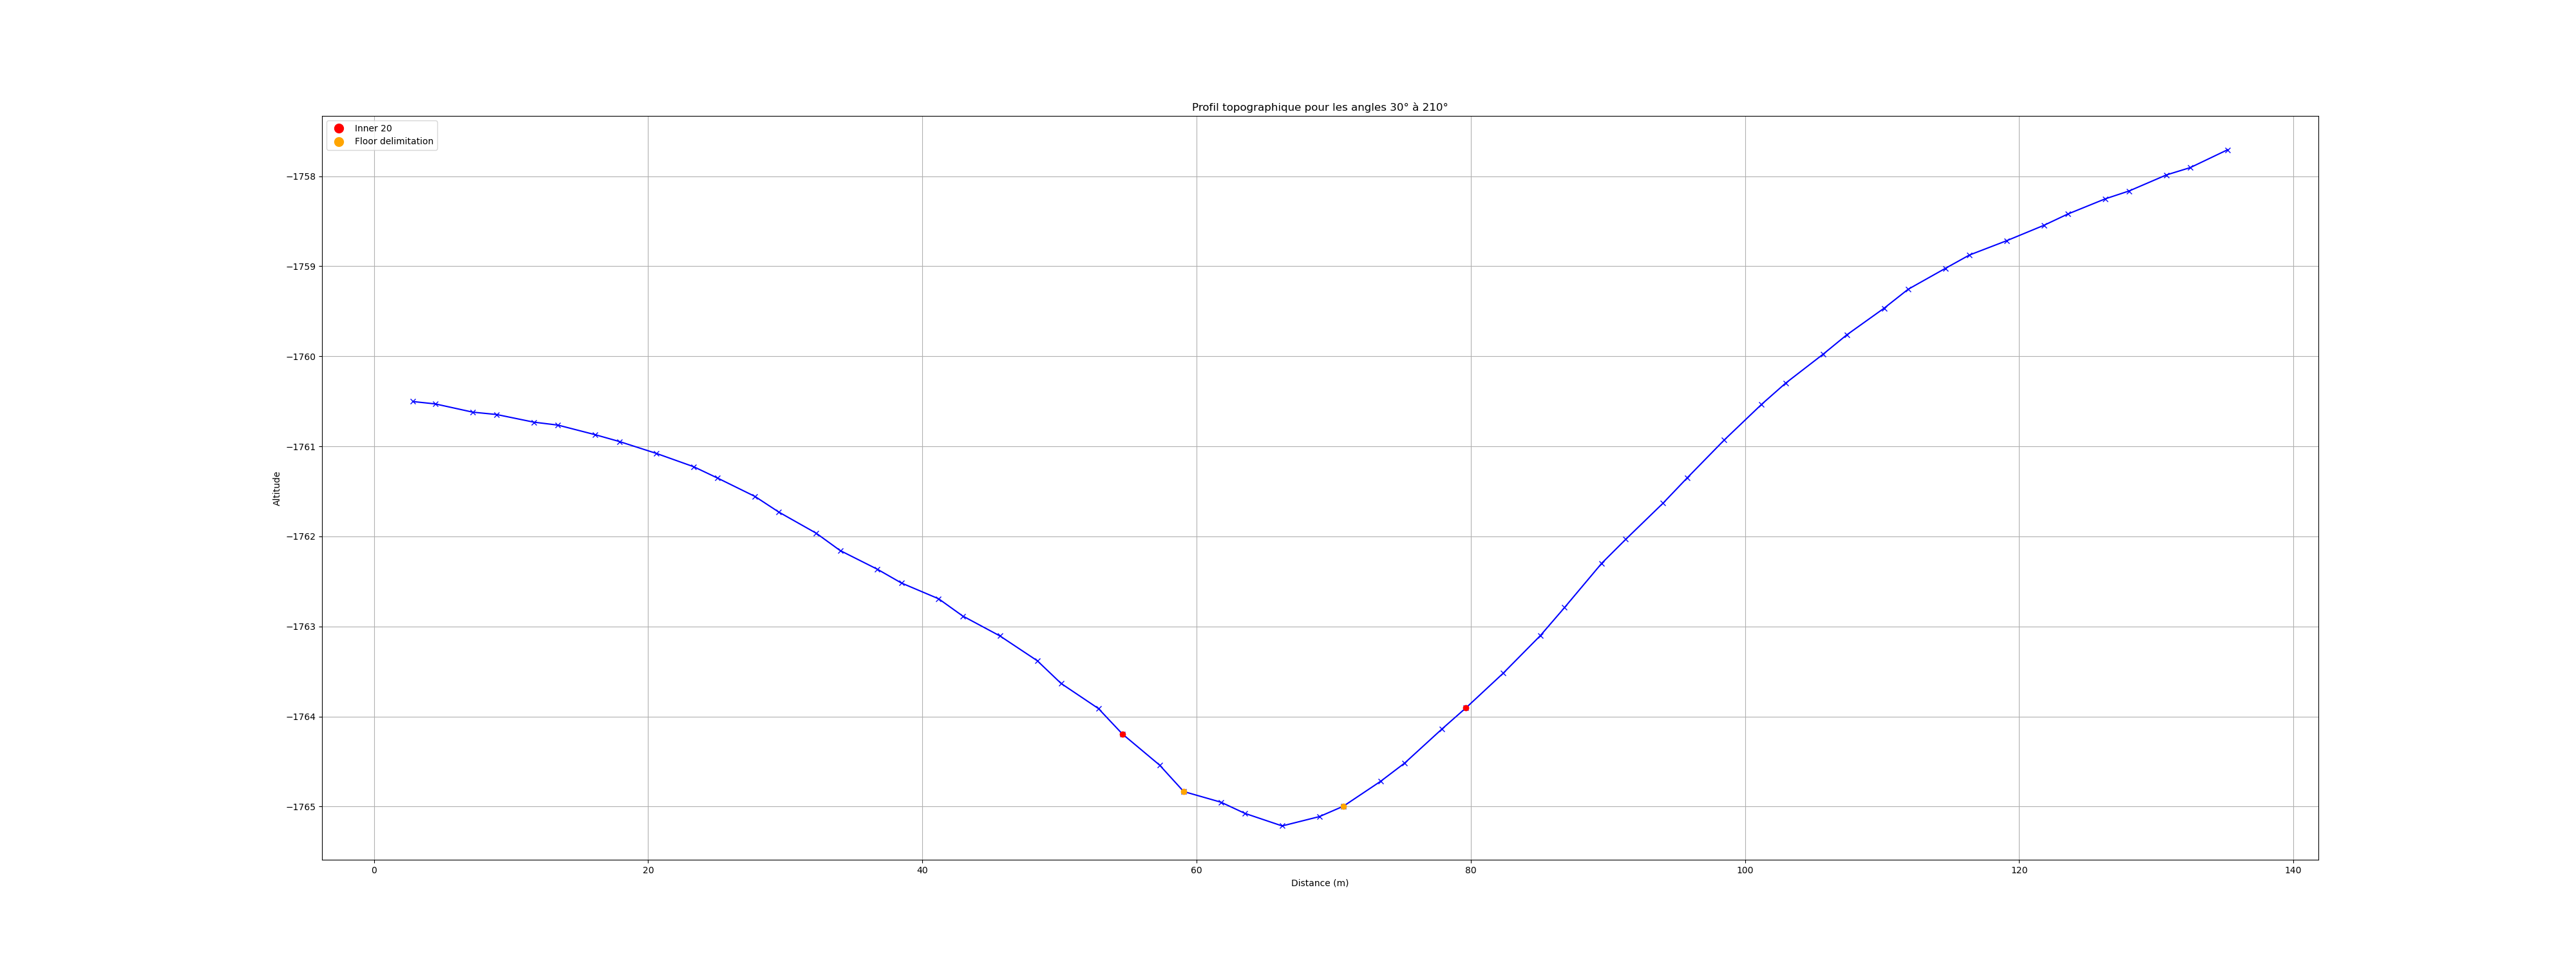 Profil topographique pour les angles 30° à 210°
Inner 20
Floor delimitation
−1758
−1759
−1760
−1761
−1762
−1763
−1764
−1765
Altitude
0 20 40 60 80 100 120 140
Distance (m)